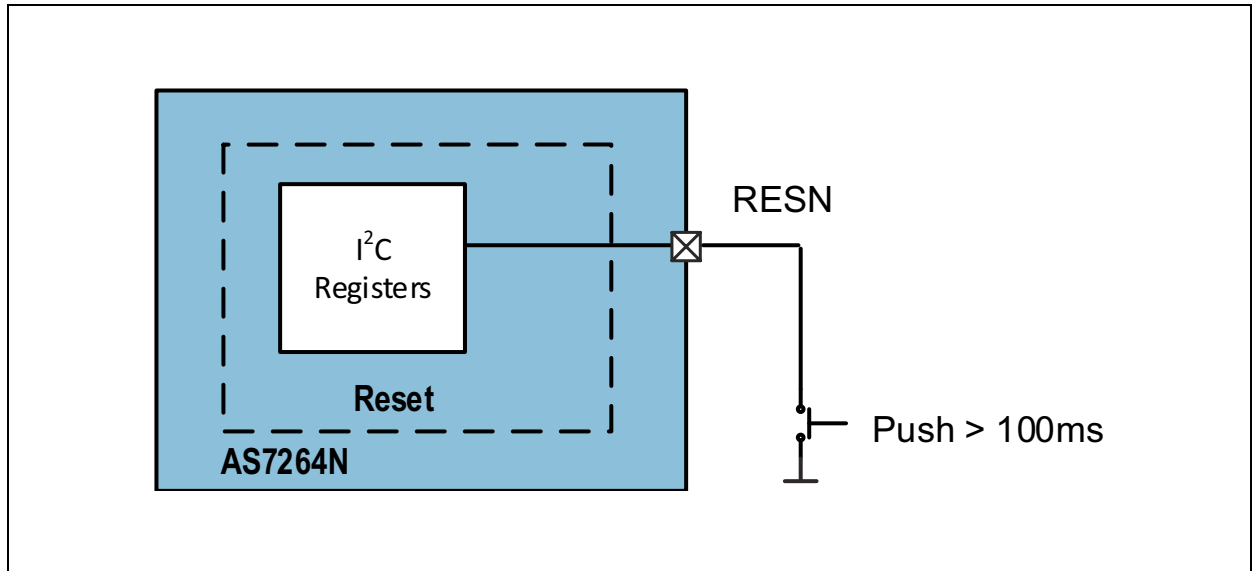 RESN
I²C
Registers
Reset
Push > 100ms
AS7264N